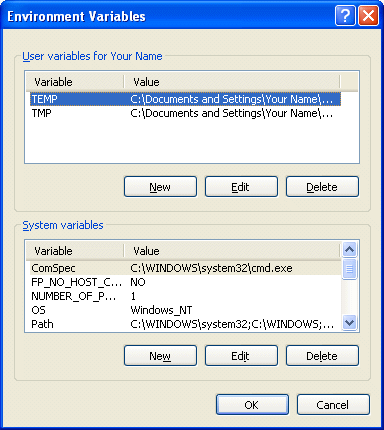 Environment Variables
User variables for Your Name
Variable Value
TEMP C:\Documents and Settings\Your Name\...
TMP C:\Documents and Settings\Your Name\...
New Edit Delete
System variables
Variable Value
ComSpec C:\WINDOWS\system32\cmd.exe
FP_NO_HOST_C... NO
NUMBER_OF_P... 1
OS Windows_NT
Path C:\WINDOWS\system32;C:\WINDOWS;...
New Edit Delete
OK Cancel